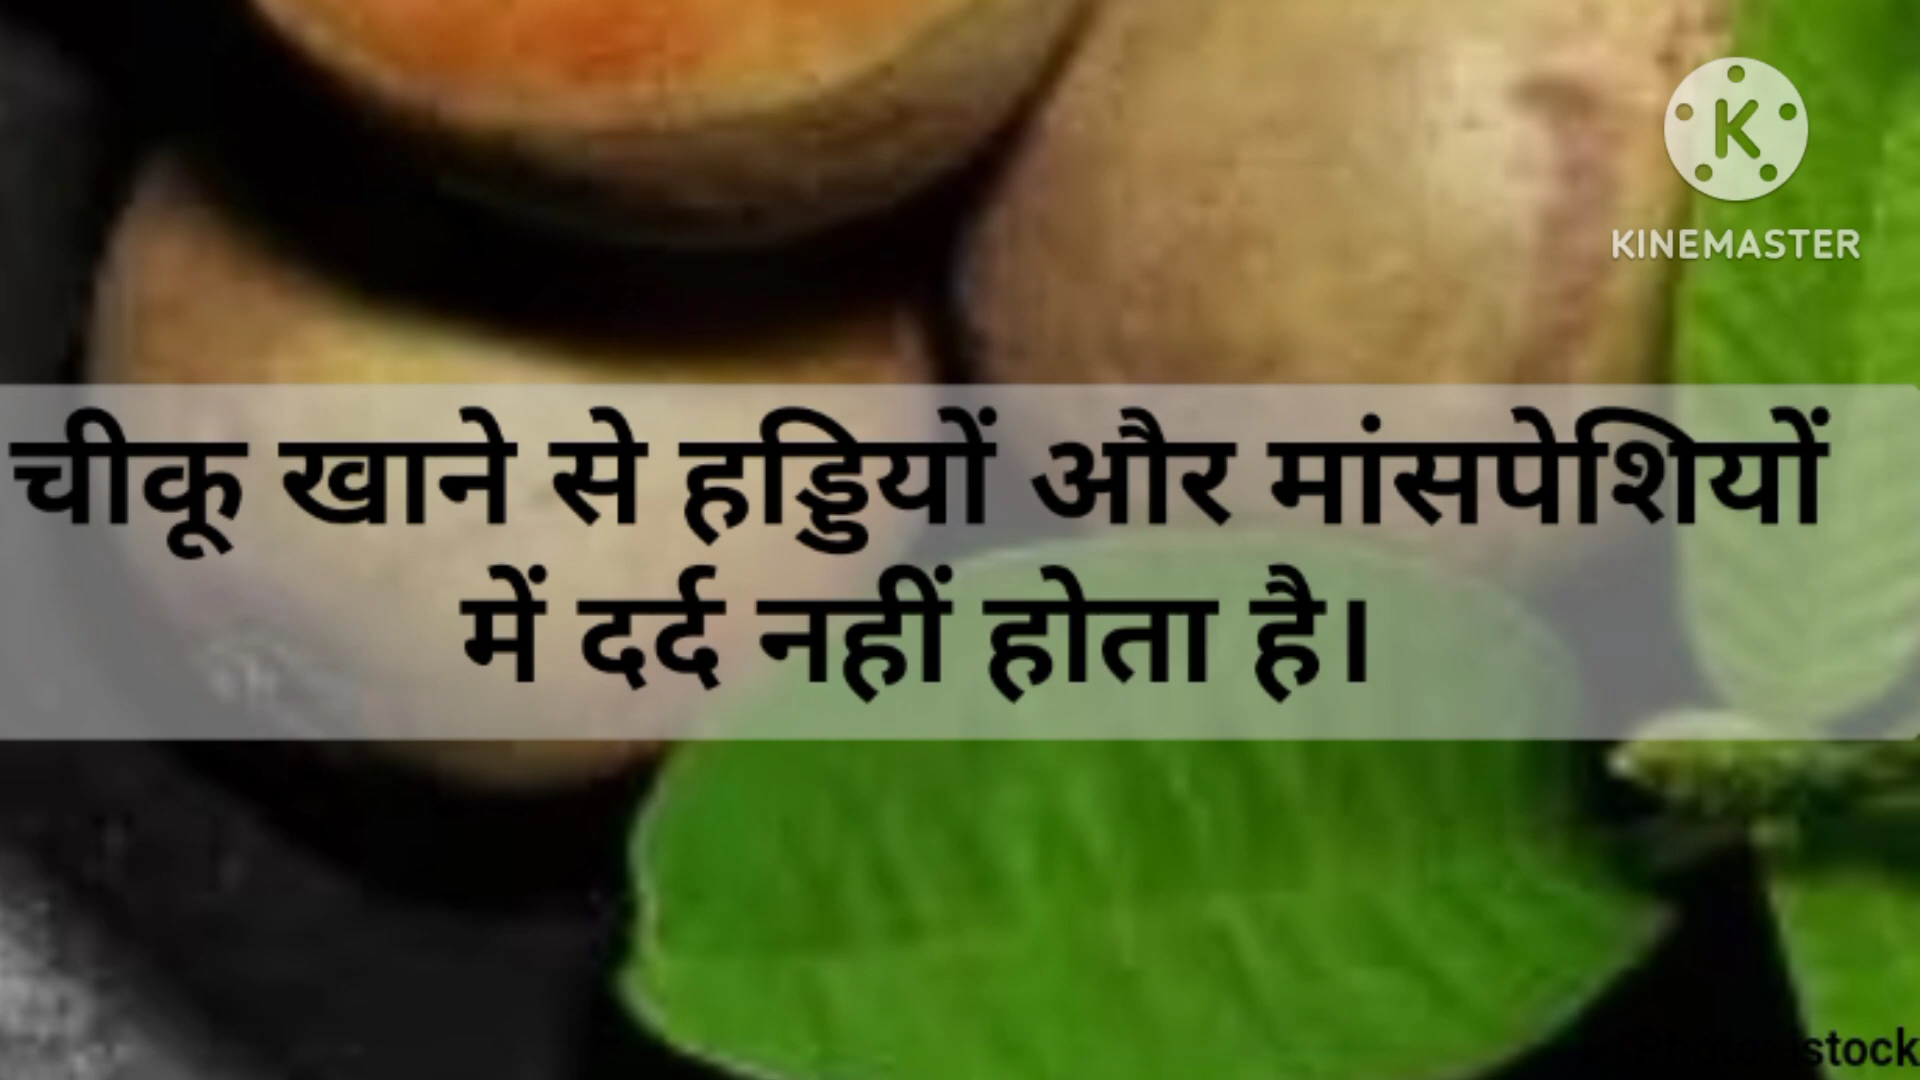 KINEMASTER
चीकू खाने से हड्डियों और मांसपेशियों
में दर्द नहीं होता है।
stock